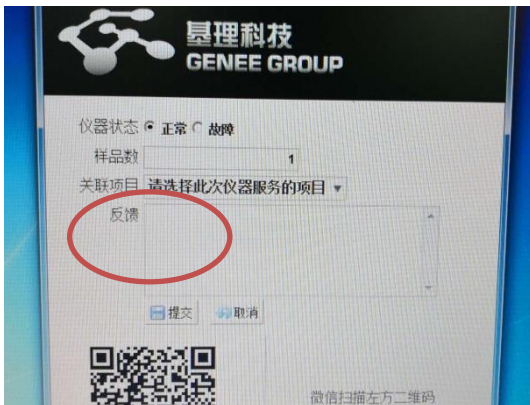 基理科技
GENEE GROUP
仪器状态 正常 故障
样品数 1
关联项目 请选择此次仪器服务的项目
反馈
提交 取消
微信扫描左方二维码